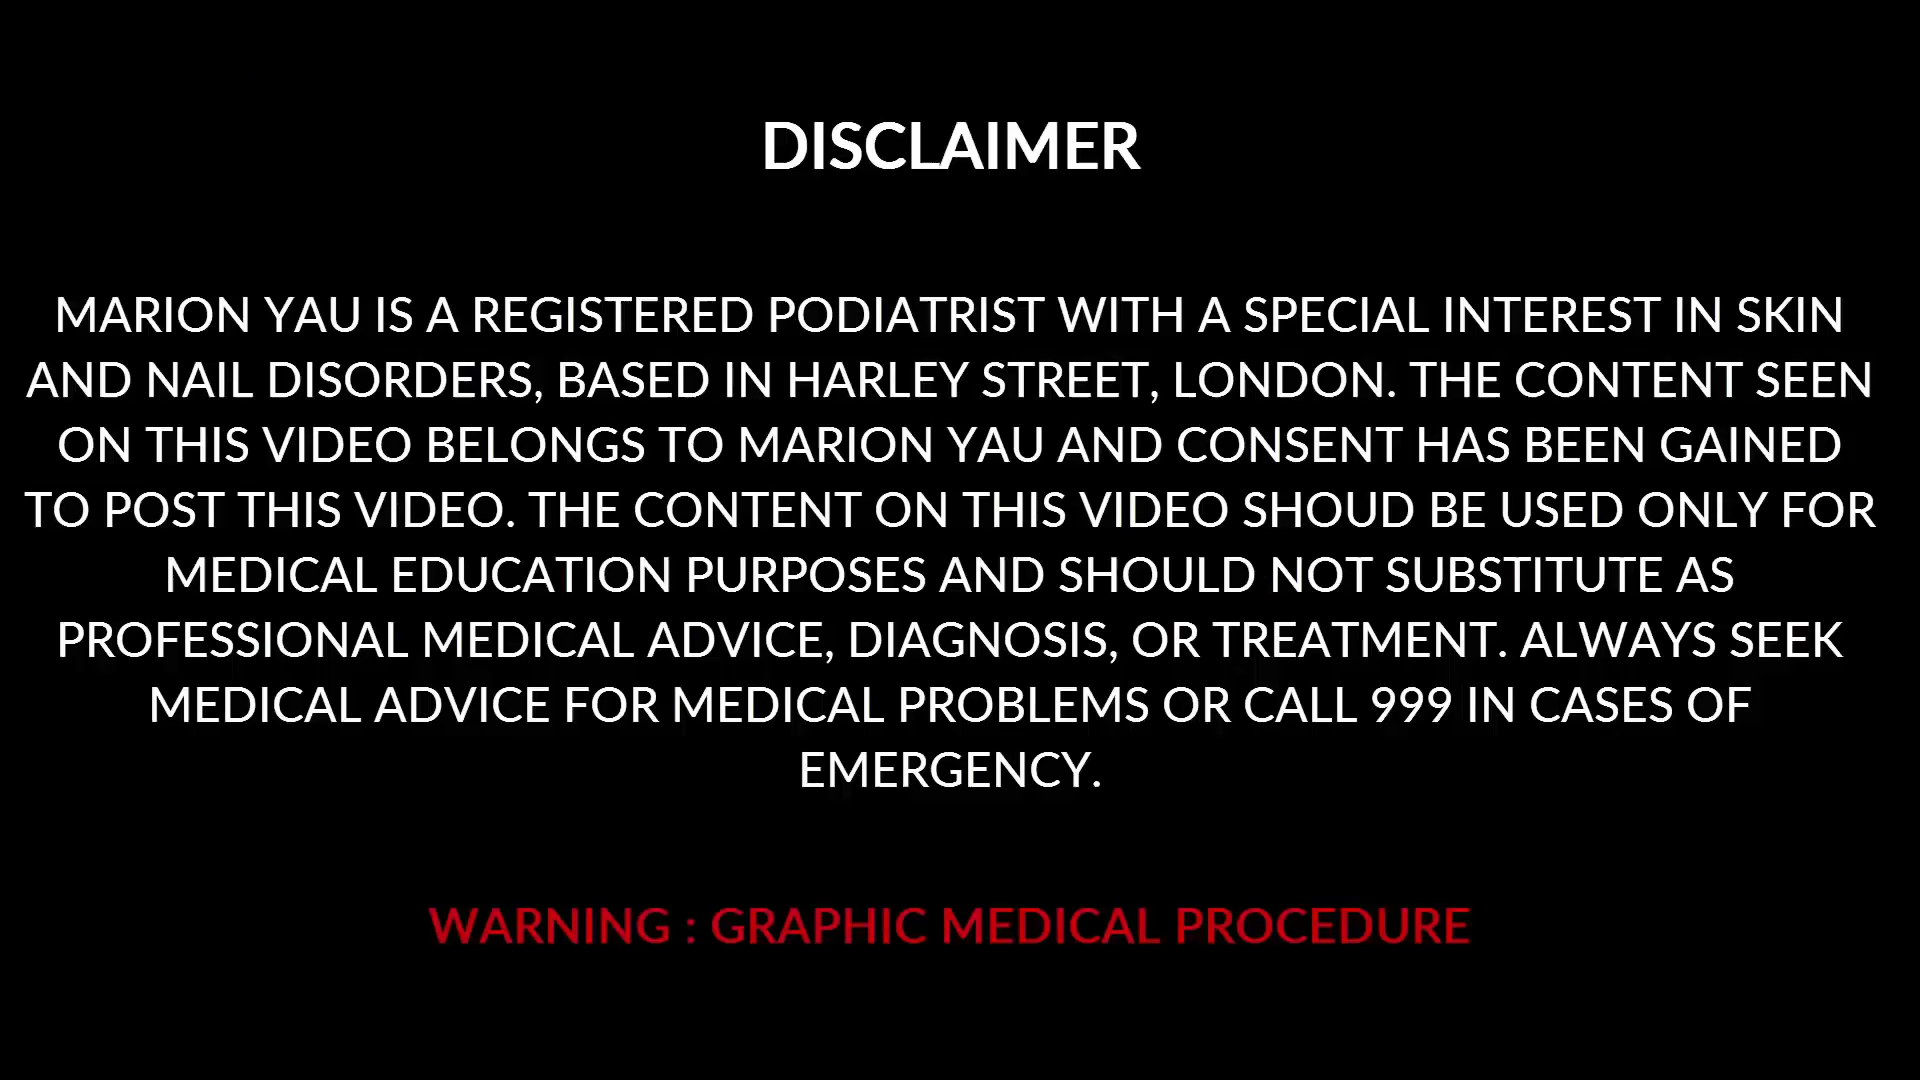 DISCLAIMER
MARION YAU IS A REGISTERED PODIATRIST WITH A SPECIAL INTEREST IN SKIN
AND NAIL DISORDERS, BASED IN HARLEY STREET, LONDON. THE CONTENT SEEN
ON THIS VIDEO BELONGS TO MARION YAU AND CONSENT HAS BEEN GAINED
TO POST THIS VIDEO. THE CONTENT ON THIS VIDEO SHOUD BE USED ONLY FOR
MEDICAL EDUCATION PURPOSES AND SHOULD NOT SUBSTITUTE AS
PROFESSIONAL MEDICAL ADVICE, DIAGNOSIS, OR TREATMENT. ALWAYS SEEK
MEDICAL ADVICE FOR MEDICAL PROBLEMS OR CALL 999 IN CASES OF
EMERGENCY.
WARNING : GRAPHIC MEDICAL PROCEDURE